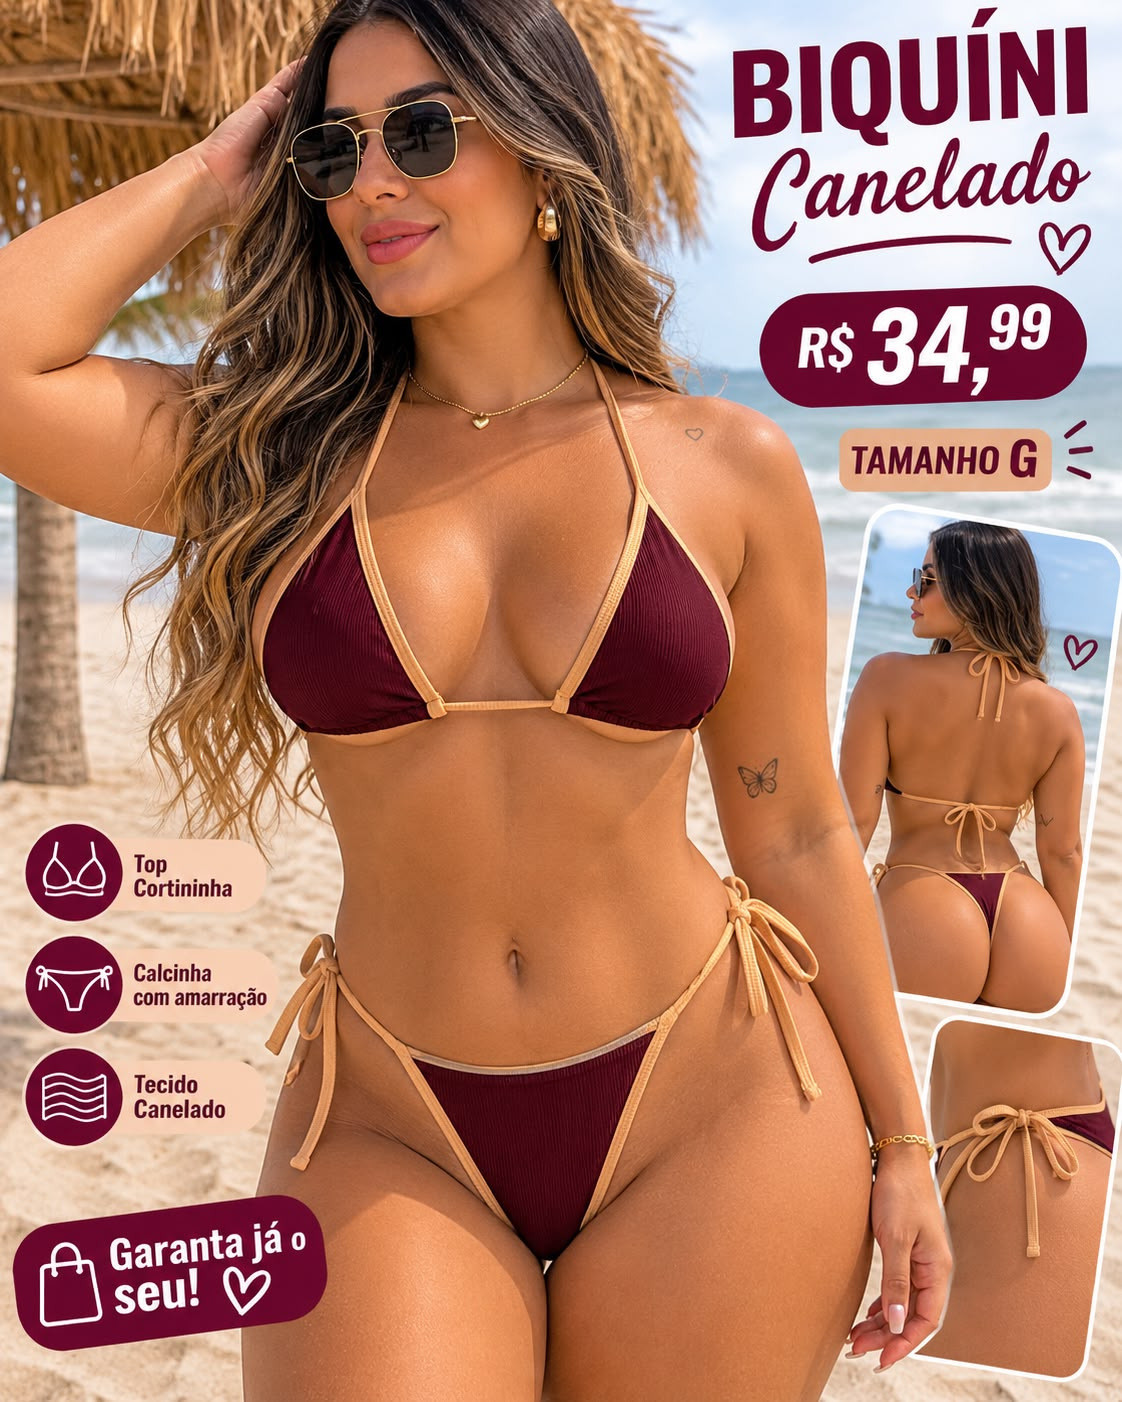 BIQUÍNI
Canelado
R$ 34,99
TAMANHO G
Top
Cortininha
Calcinha
com amarração
Tecido
Canelado
Garanta já o
seu!